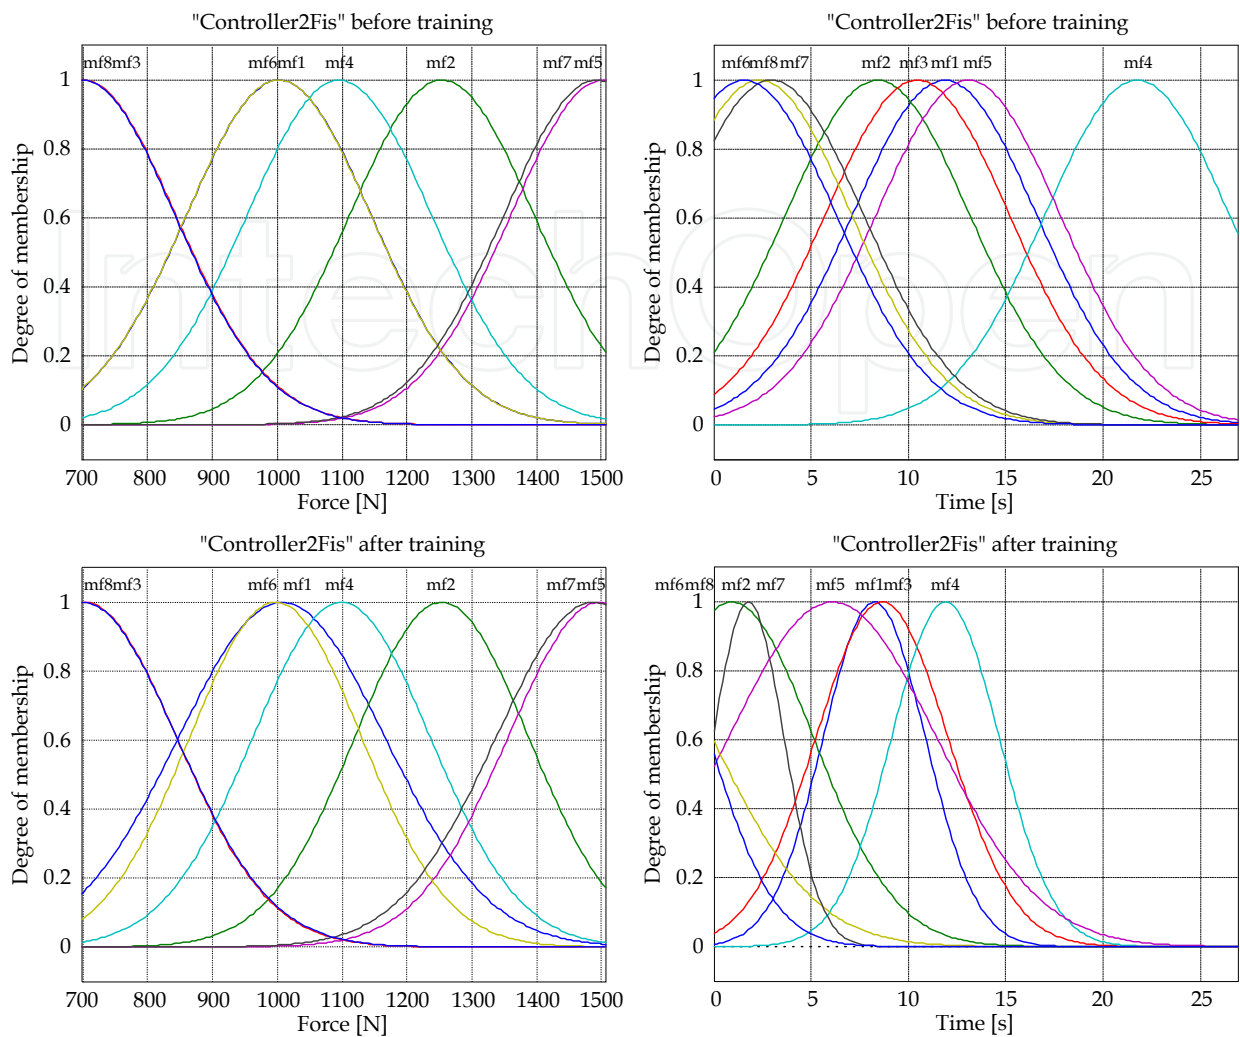 "Controller2Fis" before training
mf8mf3 mf6mf1 mf4 mf2 mf7 mf5
1
0.8
0.6
0.4
0.2
0
Degree of membership
700 800 900 1000 1100 1200 1300 1400 1500
Force [N]
"Controller2Fis" before training
mf6mf8 mf7 mf2 mf3 mf1 mf5 mf4
1
0.8
0.6
0.4
0.2
0
Degree of membership
0 5 10 15 20 25
Time [s]
"Controller2Fis" after training
mf8mf3 mf6 mf1 mf4 mf2 mf7 mf5
1
0.8
0.6
0.4
0.2
0
Degree of membership
700 800 900 1000 1100 1200 1300 1400 1500
Force [N]
"Controller2Fis" after training
mf6mf8 mf2 mf7 mf5 mf1mf3 mf4
1
0.8
0.6
0.4
0.2
0
Degree of membership
0 5 10 15 20 25
Time [s]
IntechOpen